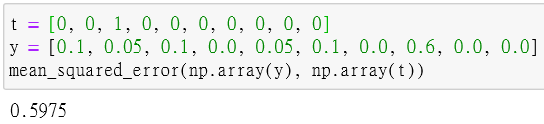 t = [0, 0, 1, 0, 0, 0, 0, 0, 0, 0]
y = [0.1, 0.05, 0.1, 0.0, 0.05, 0.1, 0.0, 0.6, 0.0, 0.0]
mean_squared_error(np.array(y), np.array(t))
0.5975